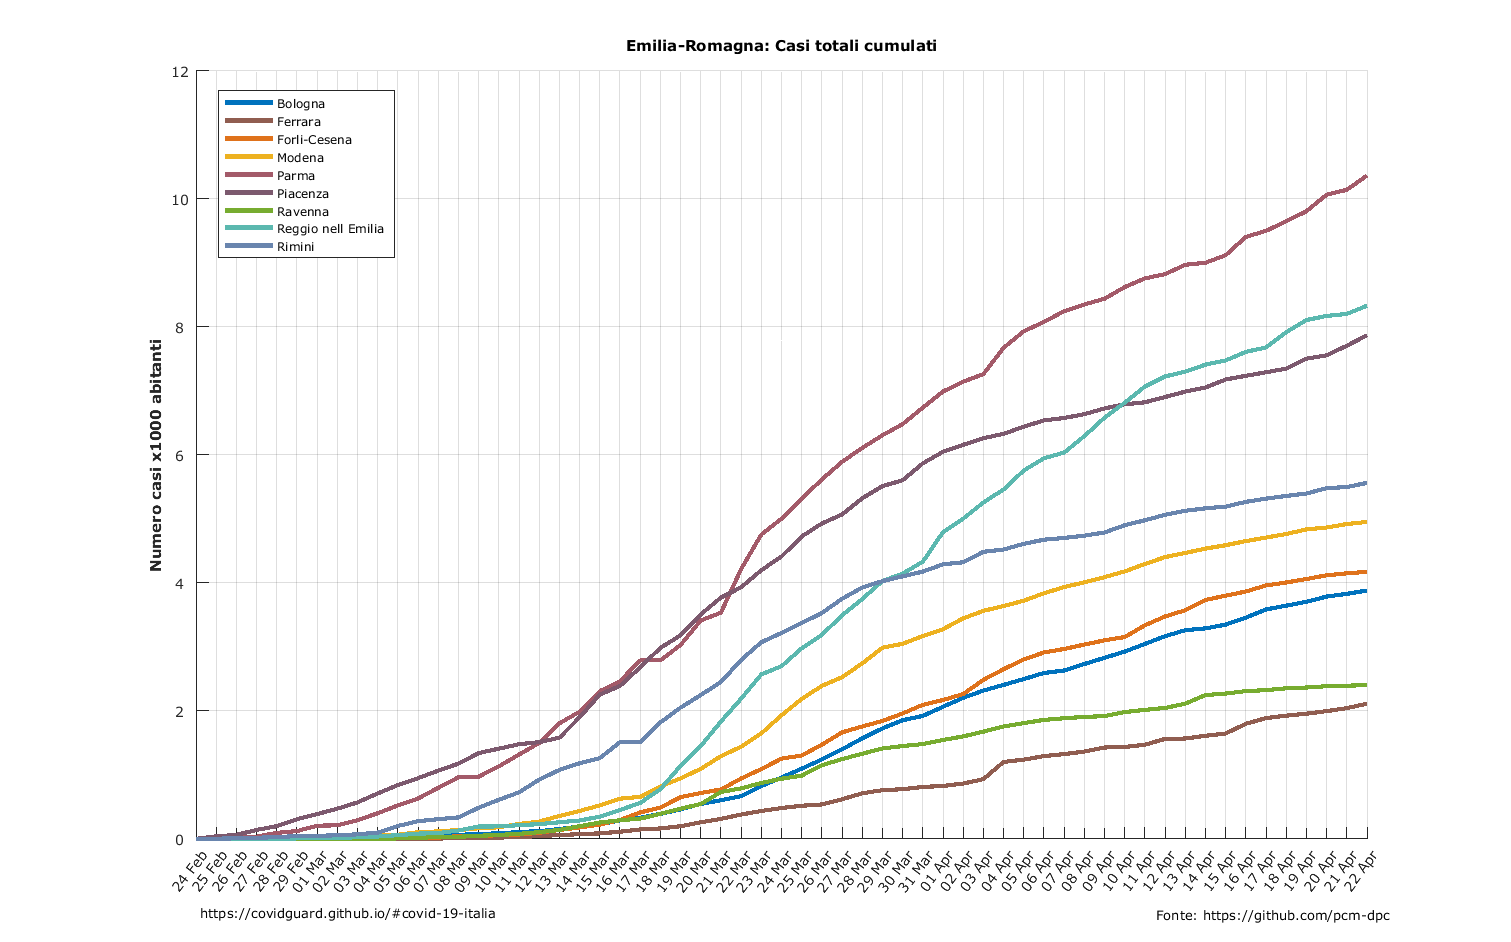 Emilia-Romagna: Casi totali cumulati
12
10
8
6
4
2
0
Numero casi x1000 abitanti
Bologna
Ferrara
Forlì-Cesena
Modena
Parma
Piacenza
Ravenna
Reggio nell Emilia
Rimini
24 Feb
25 Feb
26 Feb
27 Feb
28 Feb
29 Feb
01 Mar
02 Mar
03 Mar
04 Mar
05 Mar
06 Mar
07 Mar
08 Mar
09 Mar
10 Mar
11 Mar
12 Mar
13 Mar
14 Mar
15 Mar
16 Mar
17 Mar
18 Mar
19 Mar
20 Mar
21 Mar
22 Mar
23 Mar
24 Mar
25 Mar
26 Mar
27 Mar
28 Mar
29 Mar
30 Mar
31 Mar
01 Apr
02 Apr
03 Apr
04 Apr
05 Apr
06 Apr
07 Apr
08 Apr
09 Apr
10 Apr
11 Apr
12 Apr
13 Apr
14 Apr
15 Apr
16 Apr
17 Apr
18 Apr
19 Apr
20 Apr
21 Apr
22 Apr
https://covidguard.github.io/#covid-19-italia
Fonte: https://github.com/pcm-dpc